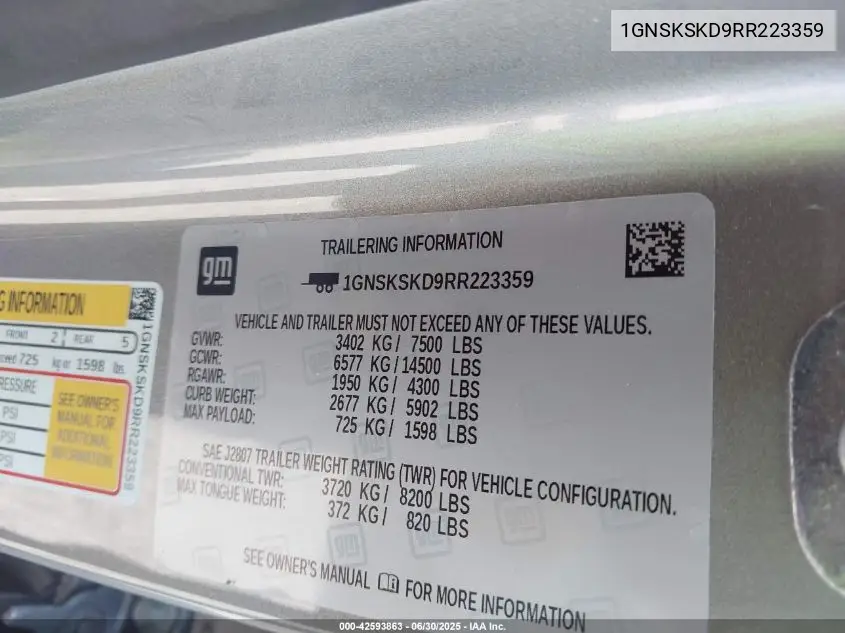 1GNSKSKD9RR223359
TRAILERING INFORMATION
gm
1GNSKSKD9RR223359
VEHICLE AND TRAILER MUST NOT EXCEED ANY OF THESE VALUES.
GVWR: 3402 KG / 7500 LBS
GCWR: 6577 KG / 14500 LBS
RGAWR: 1950 KG / 4300 LBS
CURB WEIGHT: 2677 KG / 5902 LBS
MAX PAYLOAD: 725 KG / 1598 LBS
SAE J2807 TRAILER WEIGHT RATING (TWR) FOR VEHICLE CONFIGURATION.
CONVENTIONAL TWR: 3720 KG / 8200 LBS
MAX TONGUE WEIGHT: 372 KG / 820 LBS
SEE OWNER'S MANUAL FOR MORE INFORMATION
G INFORMATION
FRONT 2 REAR 5
725 kg or 1598 lbs.
PRESSURE
SEE OWNER'S
MANUAL FOR
ADDITIONAL
INFORMATION
PSI
PSI
PSI
1GNSKSKD9RR223359
000-42593863 - 06/30/2025 - IAA Inc.